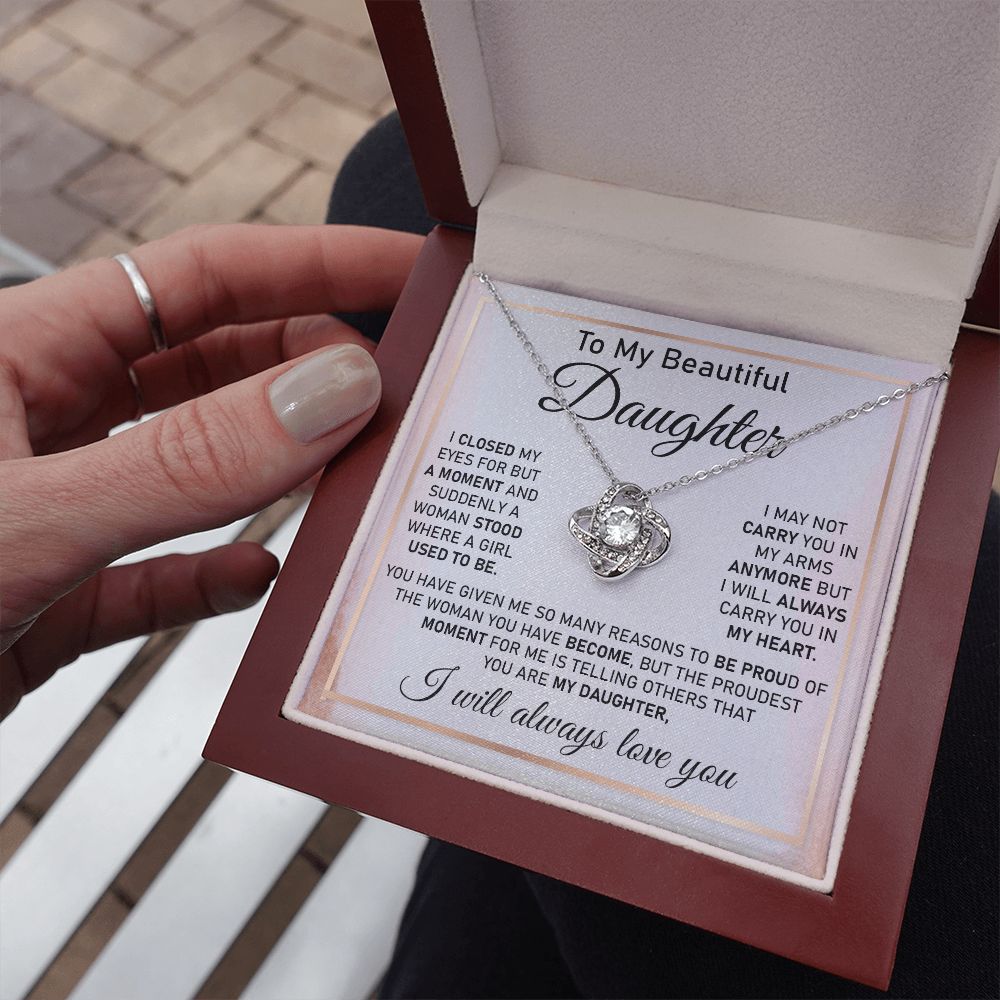 To My Beautiful
Daughter
I CLOSED MY
EYES FOR BUT
A MOMENT AND
SUDDENLY A
WOMAN STOOD
WHERE A GIRL
USED TO BE.
I MAY NOT
CARRY YOU IN
MY ARMS
ANYMORE BUT
I WILL ALWAYS
CARRY YOU IN
MY HEART.
YOU HAVE GIVEN ME SO MANY REASONS TO BE PROUD OF
THE WOMAN YOU HAVE BECOME, BUT THE PROUDEST
MOMENT FOR ME IS TELLING OTHERS THAT
YOU ARE MY DAUGHTER,
I will always love you